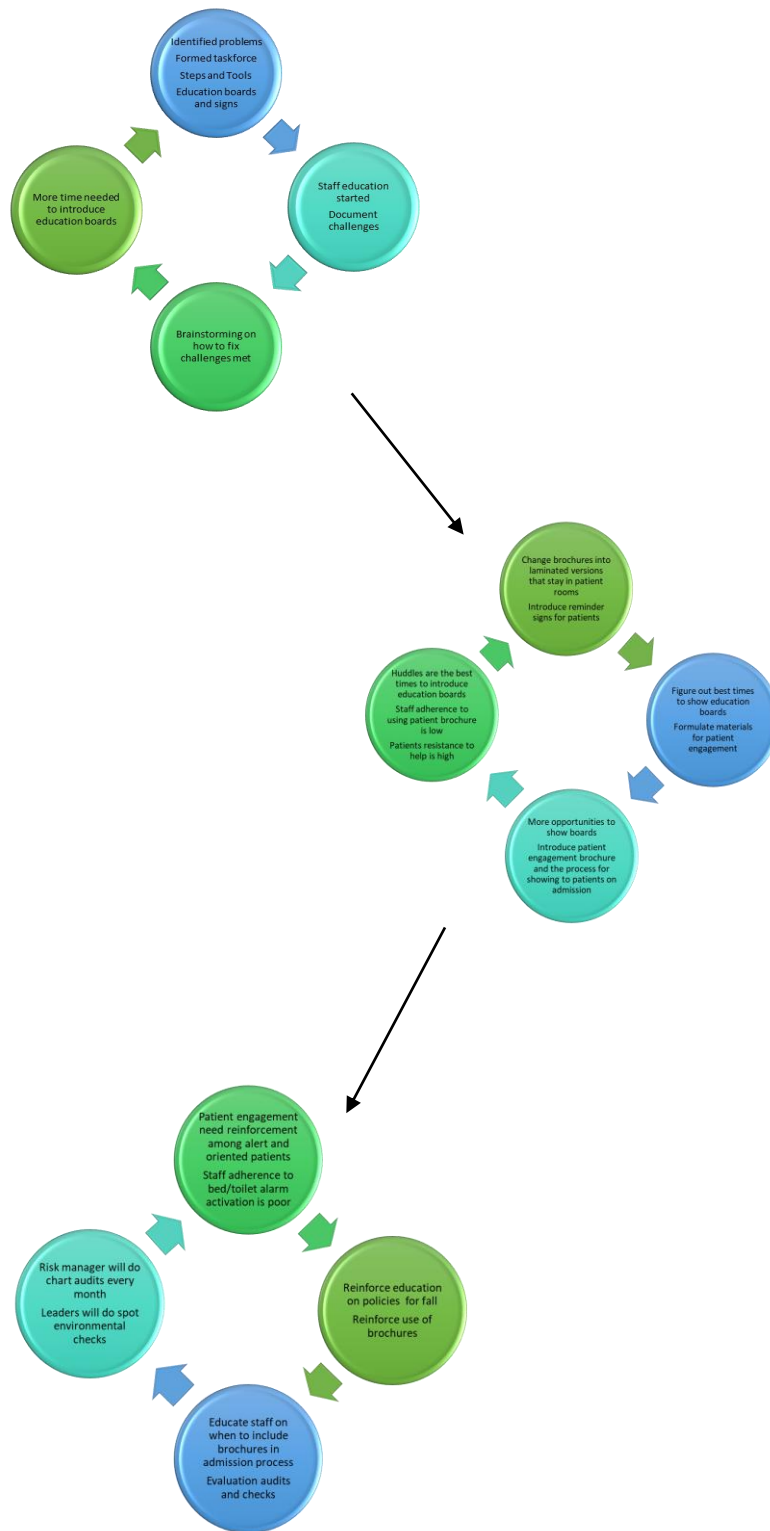 Identified problems
Formed taskforce
Steps and Tools
Education boards
and signs
Staff education
started
Document
challenges
Brainstorming on
how to fix
challenges met
More time needed
to introduce
education boards
Change brochures into
laminated versions
that stay in patient
rooms
Introduce reminder
signs for patients
Figure out best times
to show education
boards
Formulate materials
for patient
engagement
More opportunities to
show boards
Introduce patient
engagement brochure
and the process for
showing to patients on
admission
Huddles are the best
times to introduce
education boards
Staff adherence to
using patient brochure
is low
Patients resistance to
help is high
Patient engagement
need reinforcement
among alert and
oriented patients
Staff adherence to
bed/toilet alarm
activation is poor
Reinforce education
on policies for fall
Reinforce use of
brochures
Educate staff on
when to include
brochures in
admission process
Evaluation audits
and checks
Risk manager will do
chart audits every
month
Leaders will do spot
environmental
checks